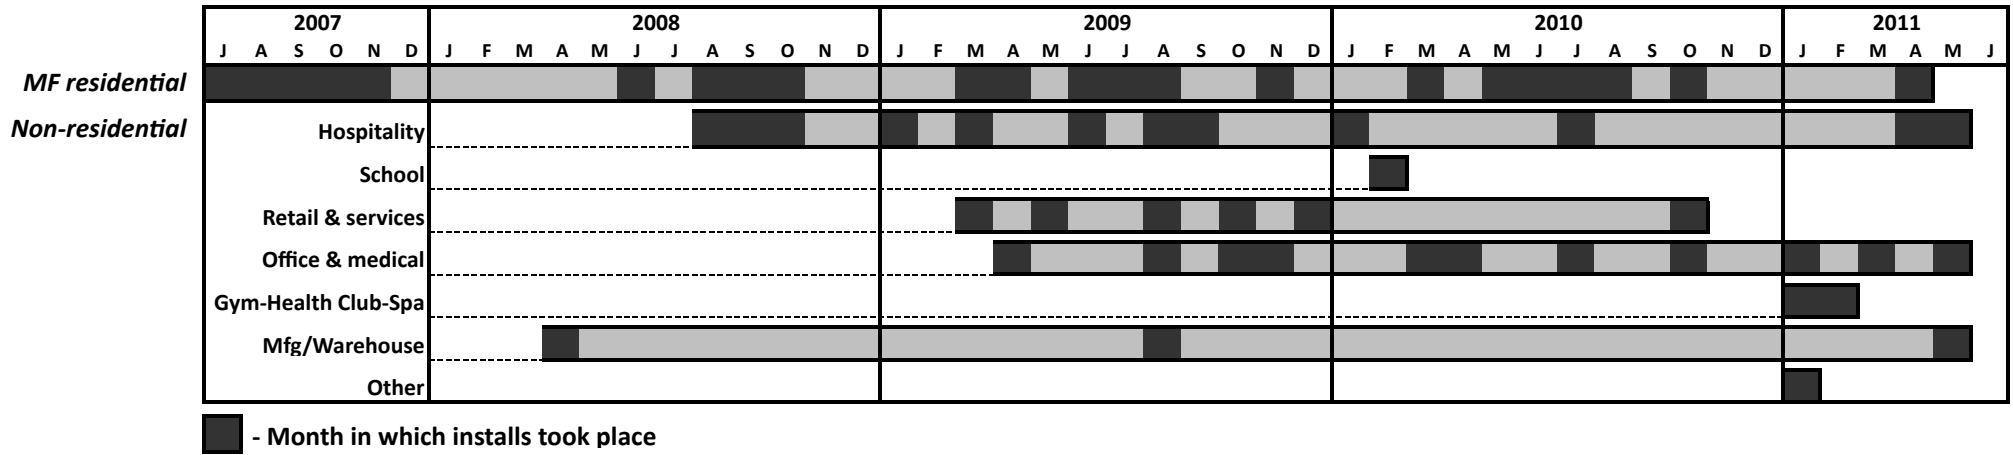 2007 2008 2009 2010 2011
J A S O N D J F M A M J J A S O N D J F M A M J J A S O N D J F M A M J J A S O N D J F M A M J
MF residential
Non-residential
Hospitality
School
Retail & services
Office & medical
Gym-Health Club-Spa
Mfg/Warehouse
Other
- Month in which installs took place